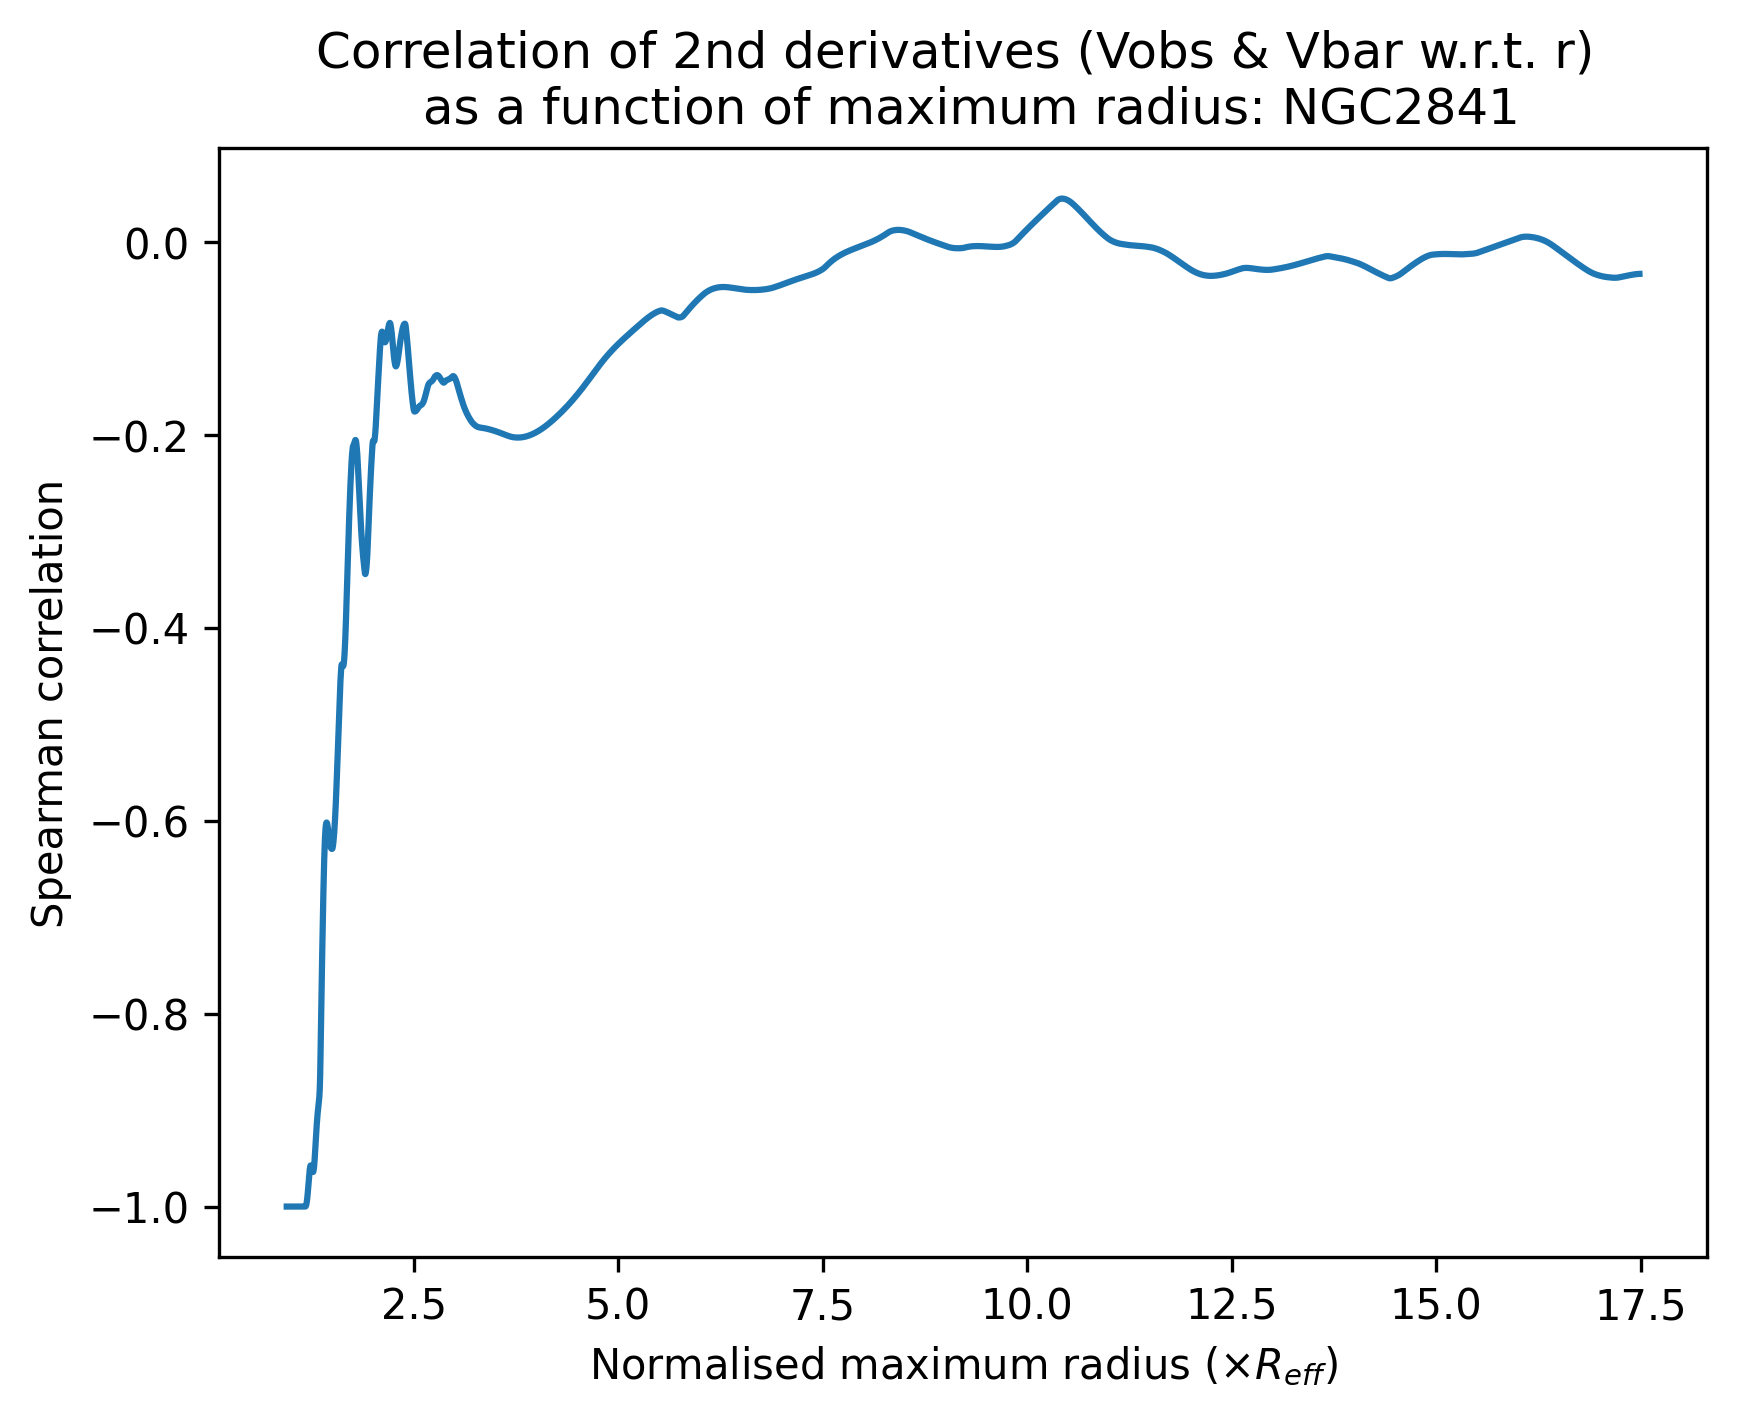 Correlation of 2nd derivatives (Vobs & Vbar w.r.t. r)
as a function of maximum radius: NGC2841
0.0
−0.2
−0.4
−0.6
−0.8
−1.0
Spearman correlation
2.5 5.0 7.5 10.0 12.5 15.0 17.5
Normalised maximum radius (×R_eff)